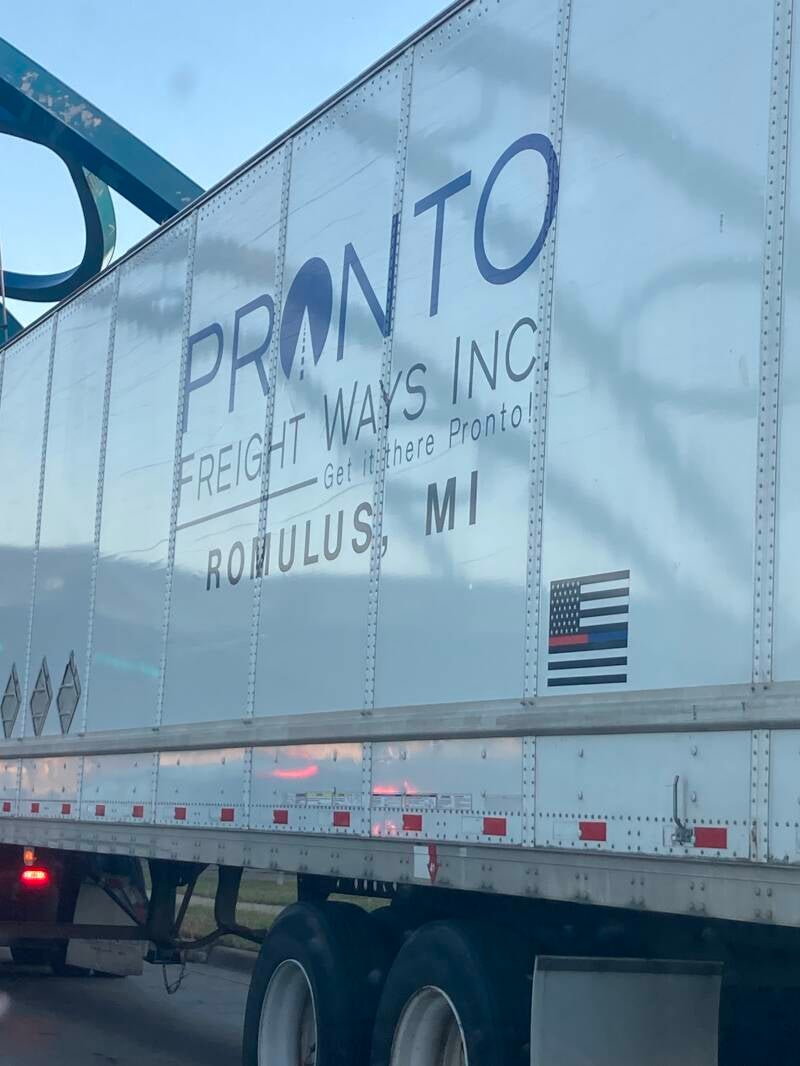 PRONTO
FREIGHT WAYS INC
Get it there Pronto!
ROMULUS, MI